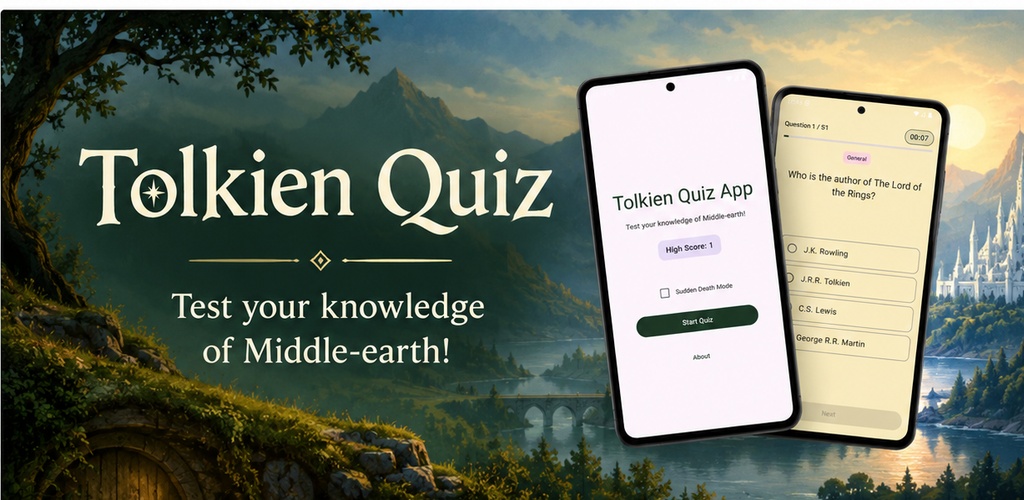 Tolkien Quiz
Test your knowledge
of Middle-earth!
Tolkien Quiz App
Test your knowledge of Middle-earth!
High Score: 1
Sudden Death Mode
Start Quiz
About
Question 1 / 51
00:07
General
Who is the author of The Lord of
the Rings?
J.K. Rowling
J.R.R. Tolkien
C.S. Lewis
George R.R. Martin
Next